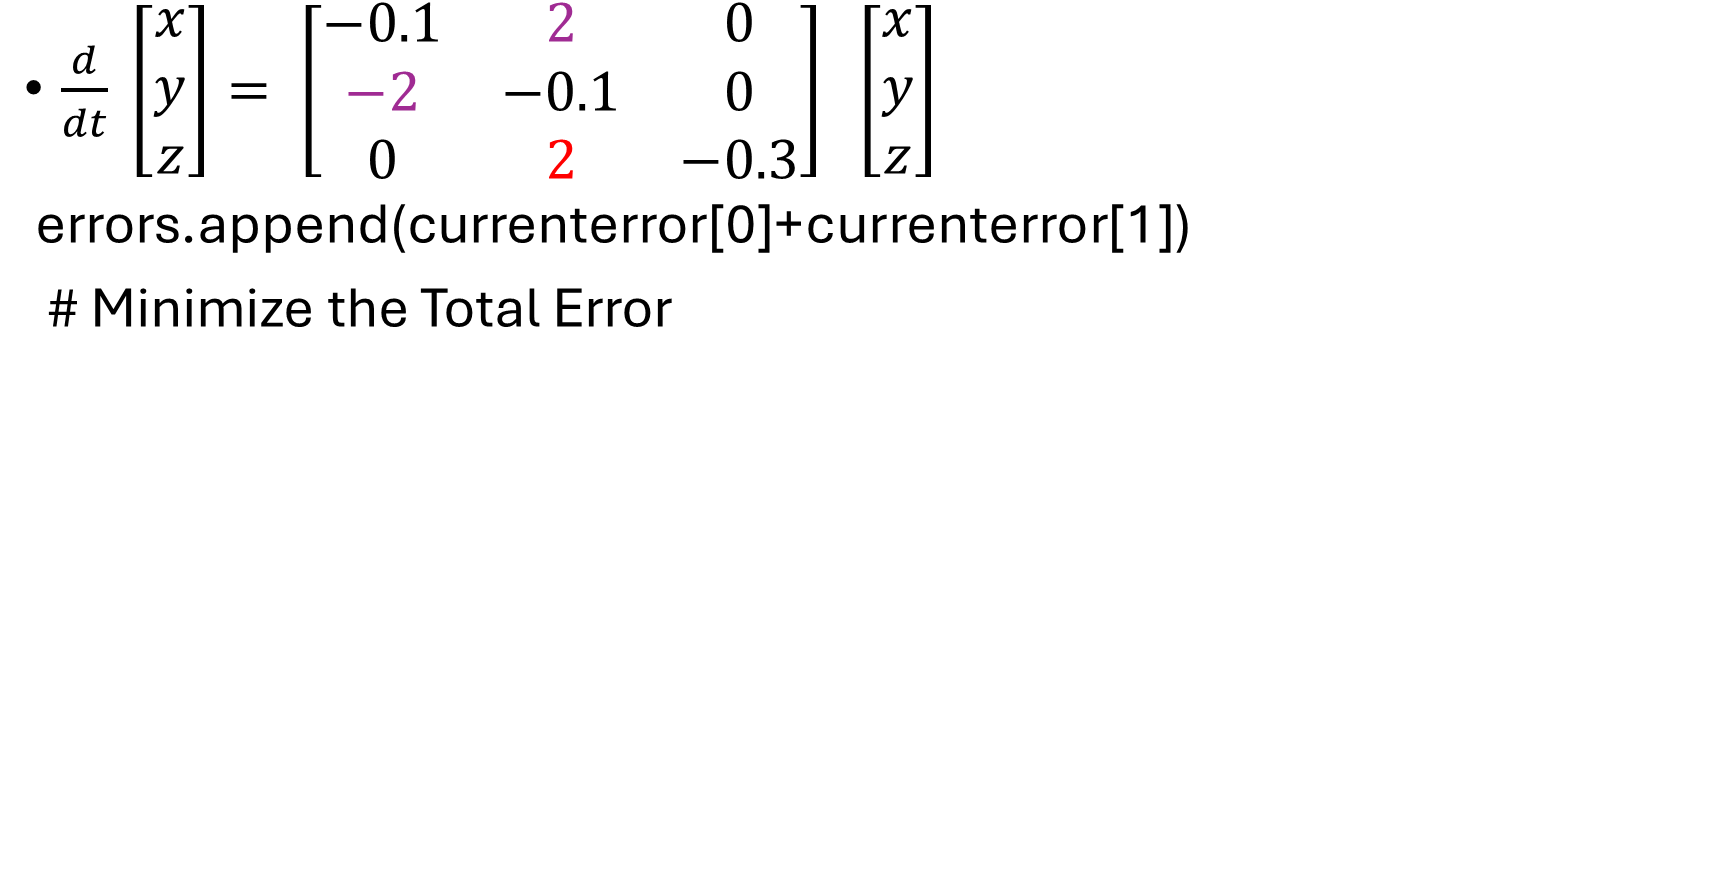 • d/dt [x y z] = [−0.1 2 0; −2 −0.1 0; 0 2 −0.3] [x y z]
errors.append(currenterror[0]+currenterror[1])
# Minimize the Total Error